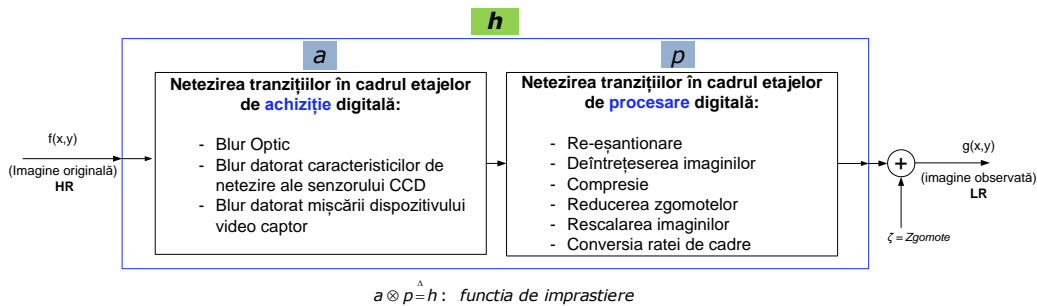 h
a
p
Netezirea tranzițiilor în cadrul etajelor
de achiziție digitală:
- Blur Optic
- Blur datorat caracteristicilor de
netezire ale senzorului CCD
- Blur datorat mișcării dispozitivului
video captor
Netezirea tranzițiilor în cadrul etajelor
de procesare digitală:
- Re-eșantionare
- Deîntrețeserea imaginilor
- Compresie
- Reducerea zgomotelor
- Rescalarea imaginilor
- Conversia ratei de cadre
f(x,y)
(Imagine originală)
HR
+
g(x,y)
(imagine observată)
LR
ζ = Zgomote
a ⊗ p ≜ h : functia de imprastiere